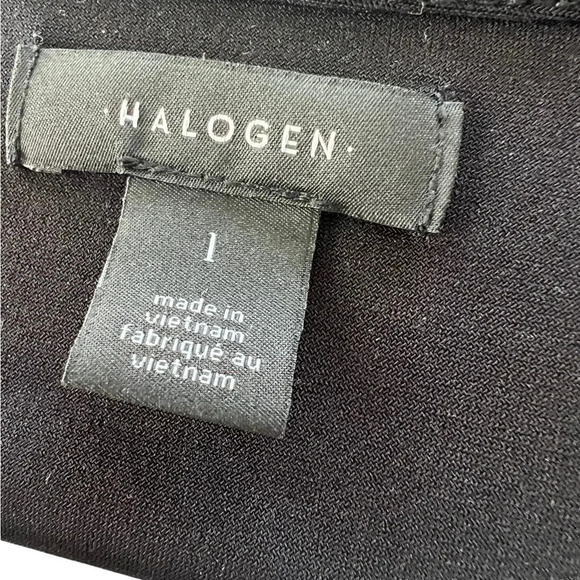 ·HALOGEN·
1
made in
vietnam
fabriqué au
vietnam